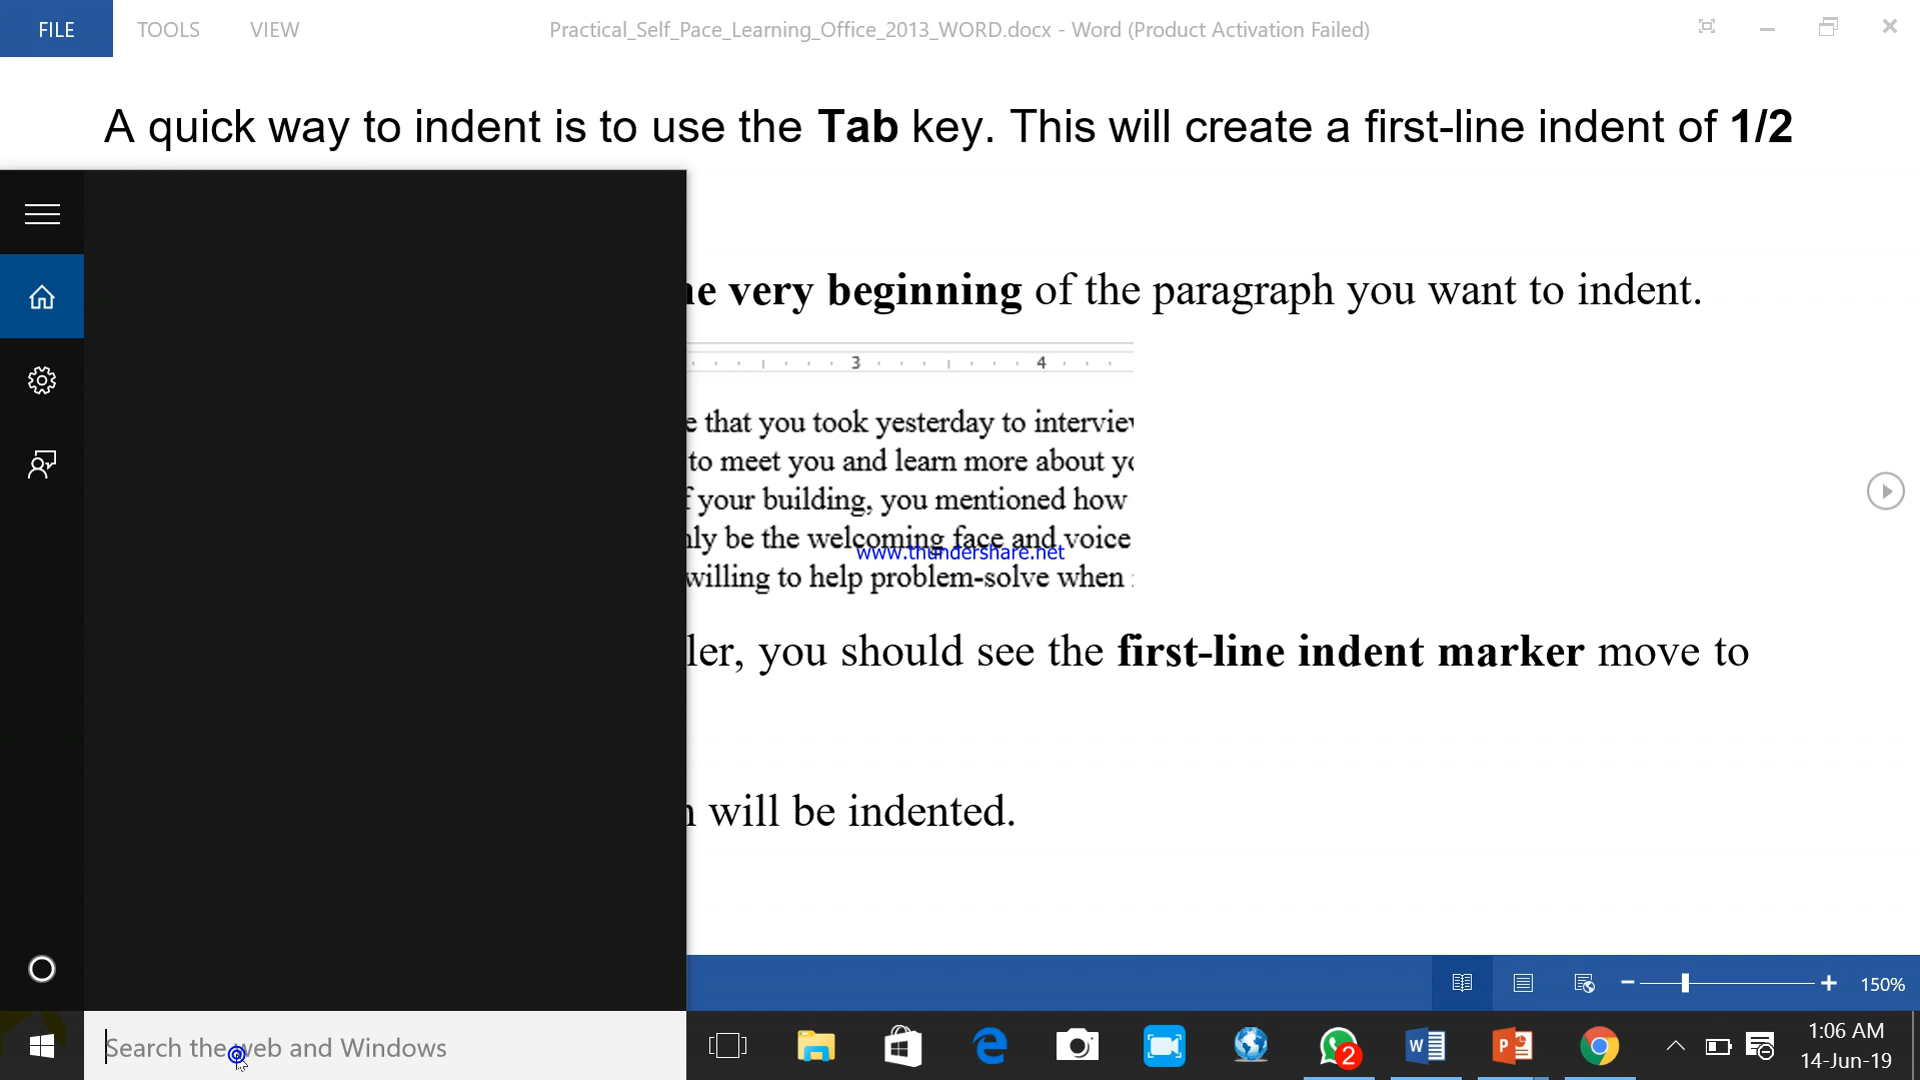 FILE TOOLS VIEW Practical_Self_Pace_Learning_Office_2013_WORD.docx - Word (Product Activation Failed)
A quick way to indent is to use the Tab key. This will create a first-line indent of 1/2
very beginning of the paragraph you want to indent.
3 4
that you took yesterday to
to meet you and learn more about
your building, you mentioned how
be the welcoming face and voice
www.thundershare.net
willing to help problem-solve when
you should see the first-line indent marker move to
will be indented.
150%
Search the web and Windows
2
1:06 AM
14-Jun-19